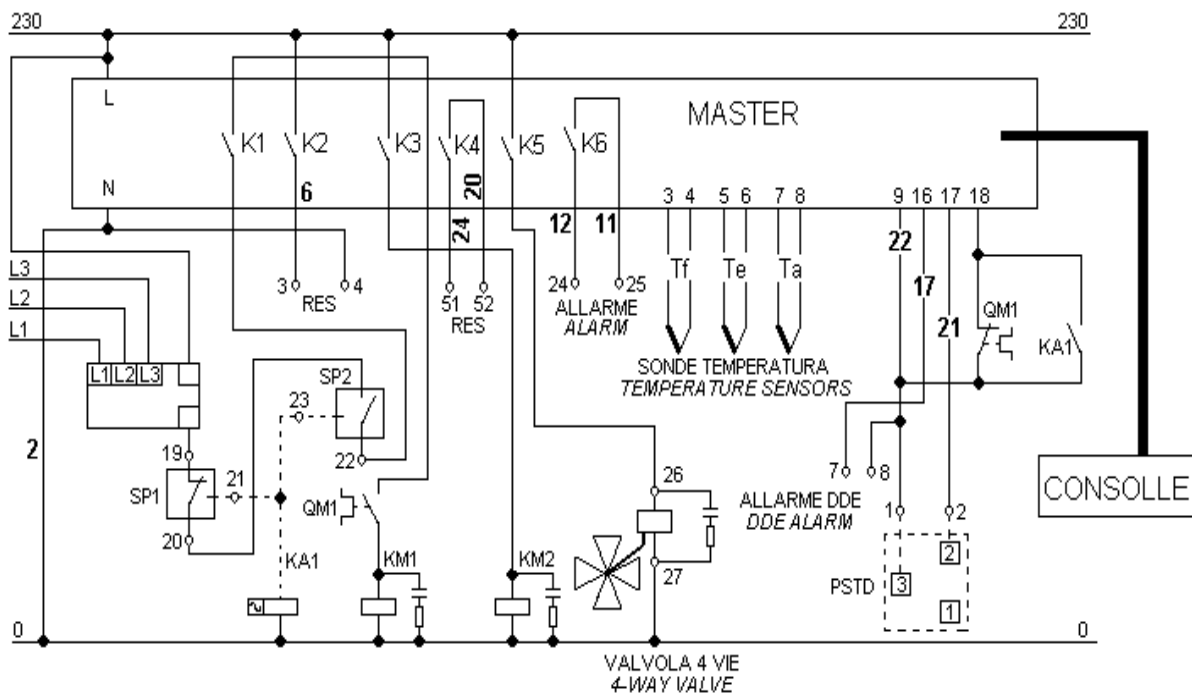 230 230
L
MASTER
K1 K2 K3 K4 K5 K6
N 6 20 3 4 5 6 7 8 9 16 17 18
24 12 11 22
L3 Tf Te Ta 17
3 4 51 52 24 25
L2 RES RES ALLARME 21 QM1 KA1
ALARM
L1
SONDE TEMPERATURA
TEMPERATURE SENSORS
L1 L2 L3 SP2
23
2 19 22 7 8 CONSOLLE
21 26
SP1 QM1 ALLARME DDE 1 2
DDE ALARM
20
KA1 KM1 KM2 27 2
PSTD 3
1
0 0
VALVOLA 4 VIE
4-WAY VALVE